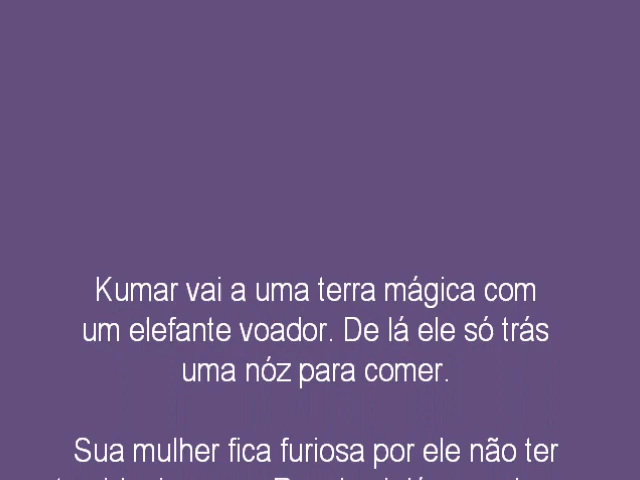 Kumar vai a uma terra mágica com
um elefante voador. De lá ele só trás
uma nóz para comer.
Sua mulher fica furiosa por ele não ter